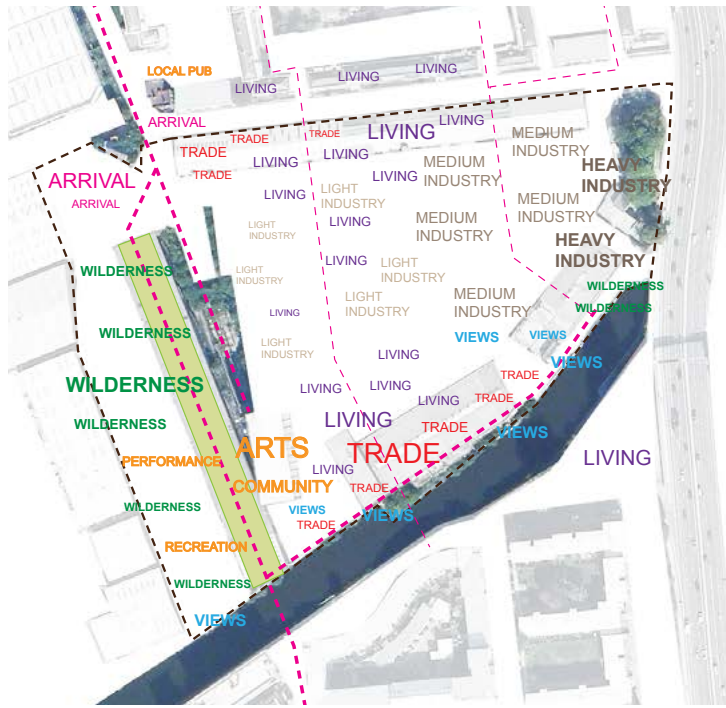 LOCAL PUB
LIVING
LIVING
LIVING
ARRIVAL
LIVING
TRADE
TRADE
LIVING
TRADE
LIVING
LIVING
TRADE
LIVING
MEDIUM
INDUSTRY
MEDIUM
INDUSTRY
HEAVY
INDUSTRY
ARRIVAL
ARRIVAL
LIVING
LIGHT
INDUSTRY
MEDIUM
INDUSTRY
LIGHT
INDUSTRY
LIVING
MEDIUM
INDUSTRY
HEAVY
INDUSTRY
WILDERNESS
LIGHT
INDUSTRY
LIVING
LIGHT
INDUSTRY
WILDERNESS
WILDERNESS
LIGHT
INDUSTRY
MEDIUM
INDUSTRY
LIVING
WILDERNESS
LIGHT
INDUSTRY
VIEWS
VIEWS
LIVING
VIEWS
WILDERNESS
LIVING
LIVING
TRADE
LIVING
TRADE
WILDERNESS
LIVING
TRADE
VIEWS
ARTS
TRADE
PERFORMANCE
LIVING
LIVING
COMMUNITY
TRADE
WILDERNESS
VIEWS
TRADE
VIEWS
RECREATION
WILDERNESS
VIEWS